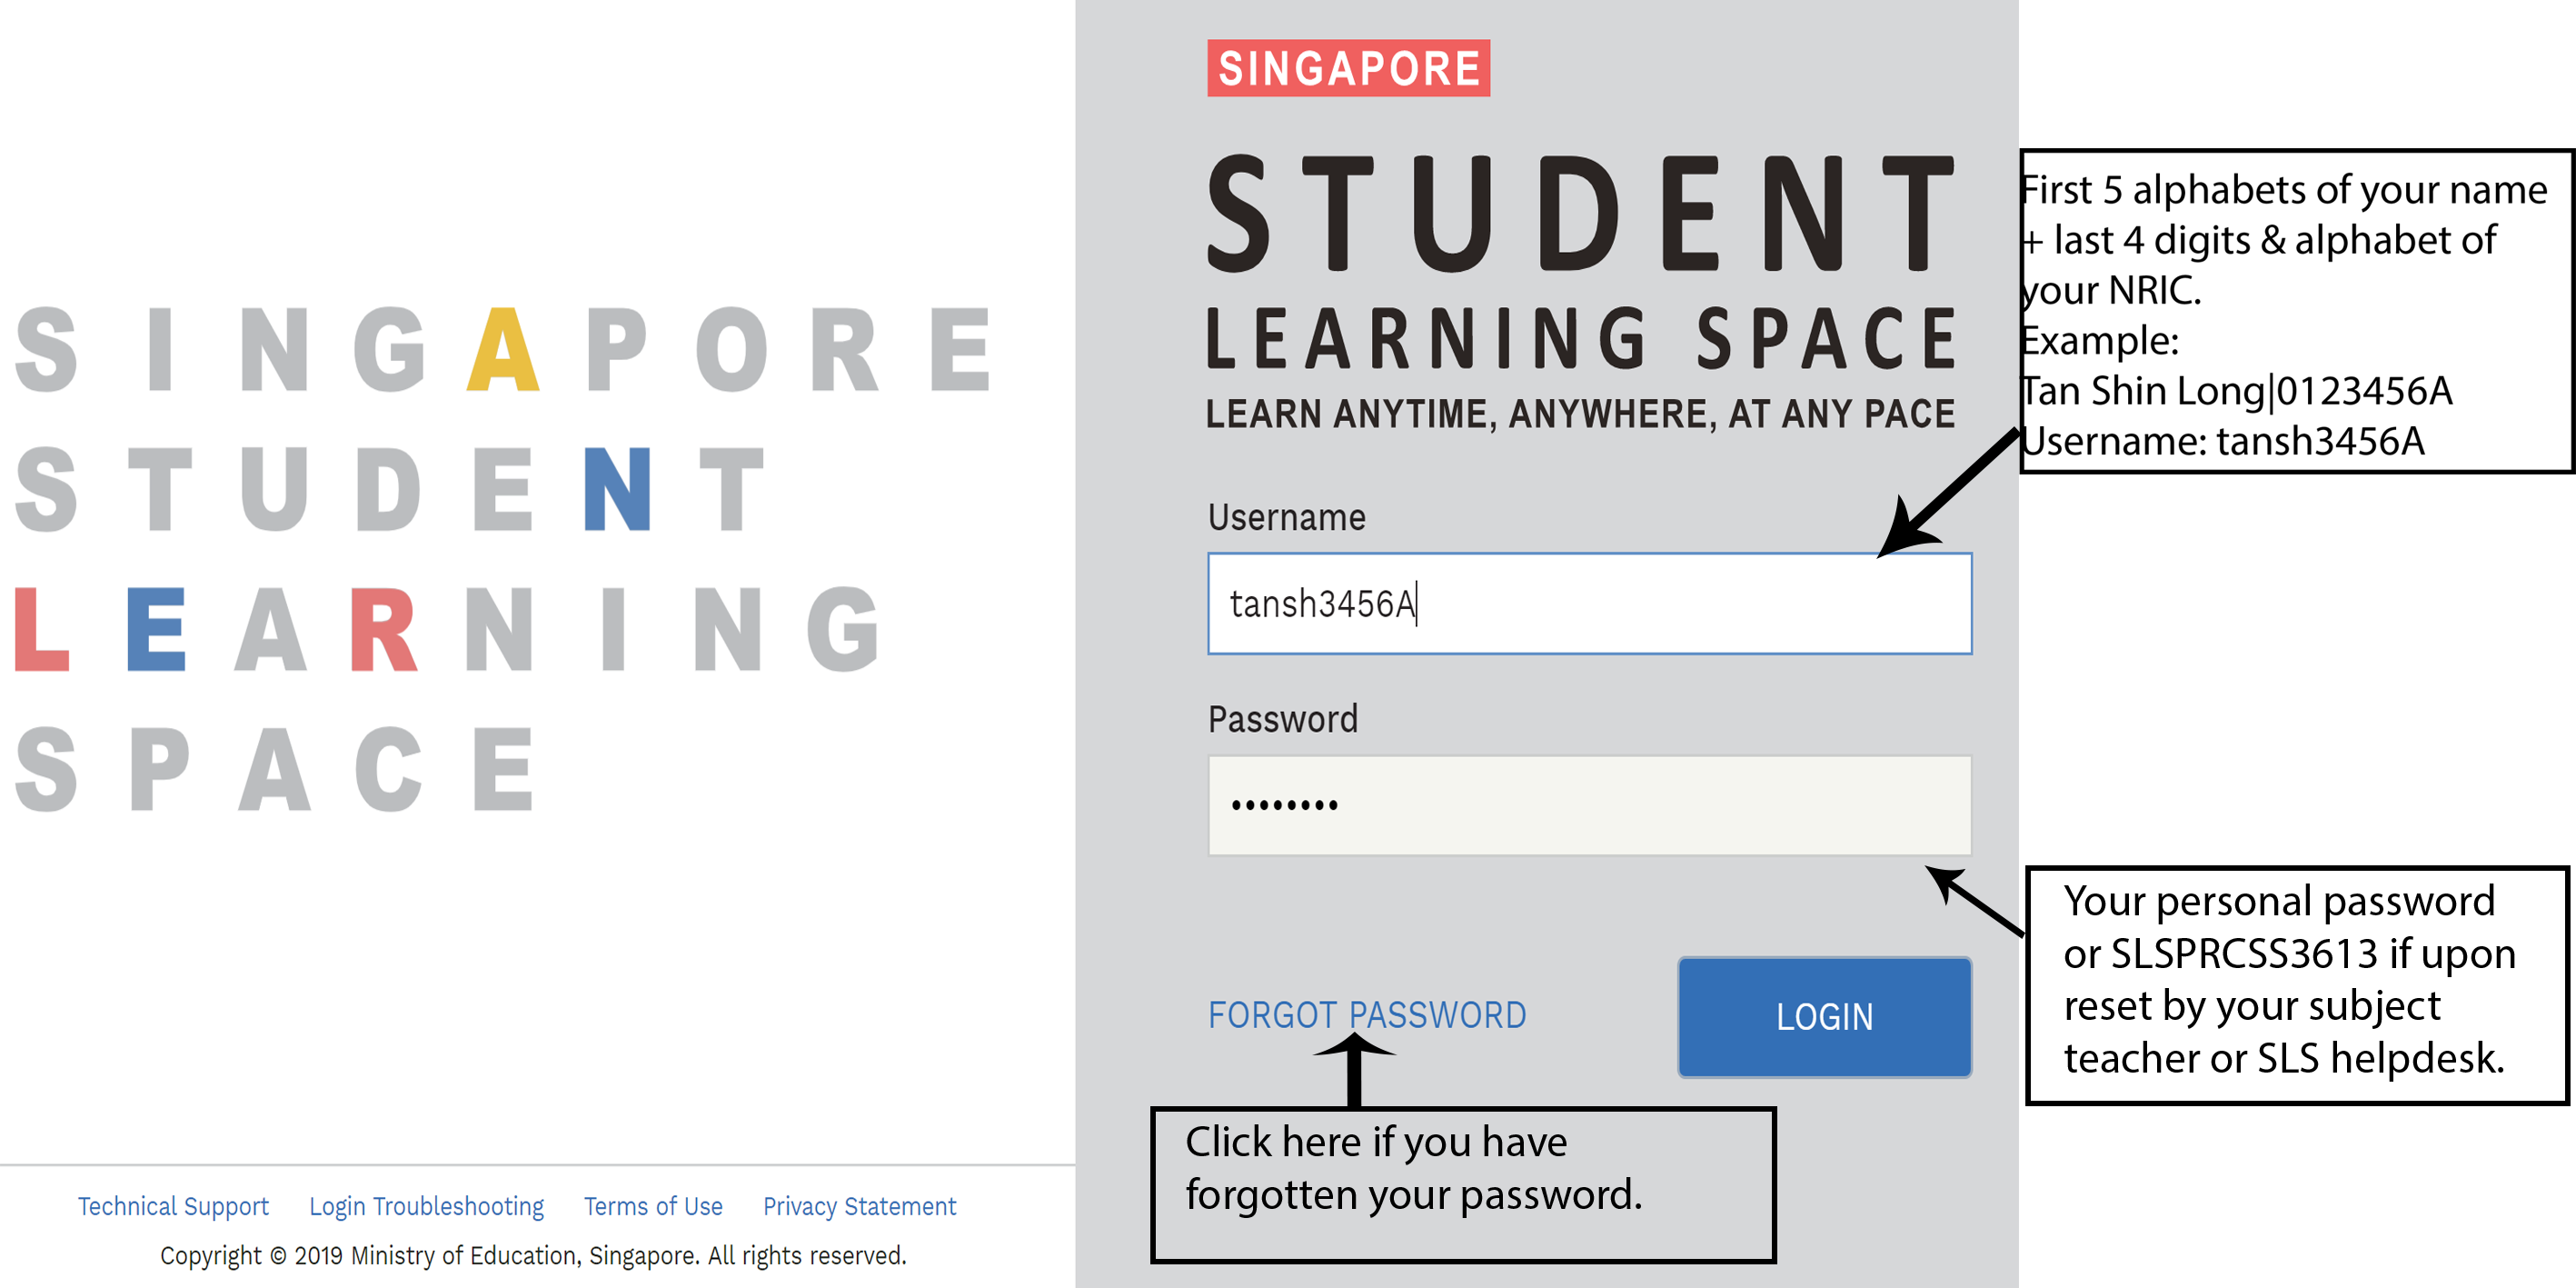 SINGAPORE
STUDENT
LEARNING
SPACE
Technical Support Login Troubleshooting Terms of Use Privacy Statement
Copyright © 2019 Ministry of Education, Singapore. All rights reserved.
SINGAPORE
STUDENT
LEARNING SPACE
LEARN ANYTIME, ANYWHERE, AT ANY PACE
Username
tansh3456A
Password
••••••••
FORGOT PASSWORD
LOGIN
Click here if you have
forgotten your password.
First 5 alphabets of your name
+ last 4 digits & alphabet of
your NRIC.
Example:
Tan Shin Long|0123456A
Username: tansh3456A
Your personal password
or SLSPRCSS3613 if upon
reset by your subject
teacher or SLS helpdesk.